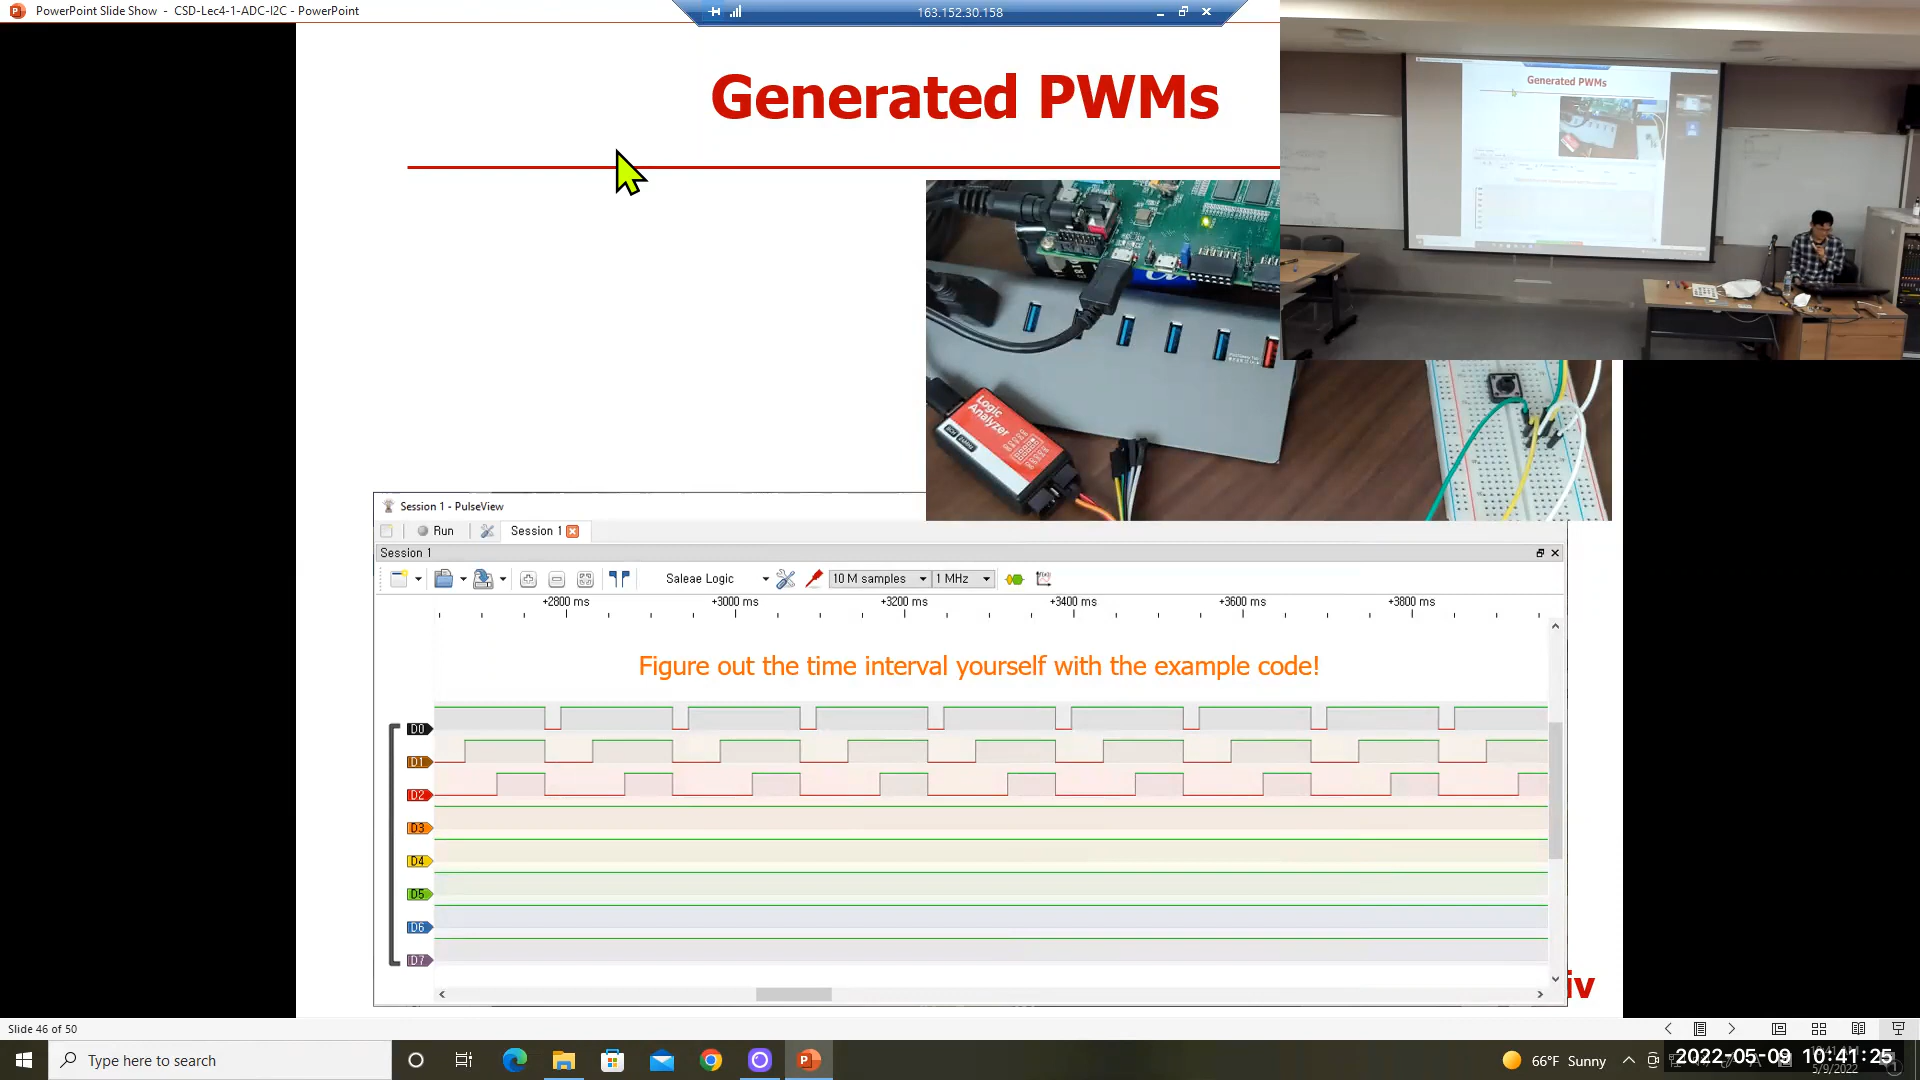 PowerPoint Slide Show - CSD-Lec4-1-ADC-I2C - PowerPoint
163.152.30.158
Generated PWMs
Generated PWMs
Logic
Analyzer
Session 1 - PulseView
Run
Session 1
Session 1
Saleae Logic
10 M samples
1 MHz
+2800 ms
+3000 ms
+3200 ms
+3400 ms
+3600 ms
+3800 ms
Figure out the time interval yourself with the example code!
D0
D1
D2
D3
D4
D5
D6
D7
iv
Slide 46 of 50
Type here to search
66°F Sunny
2022-05-09 10:41:25
5/9/2022